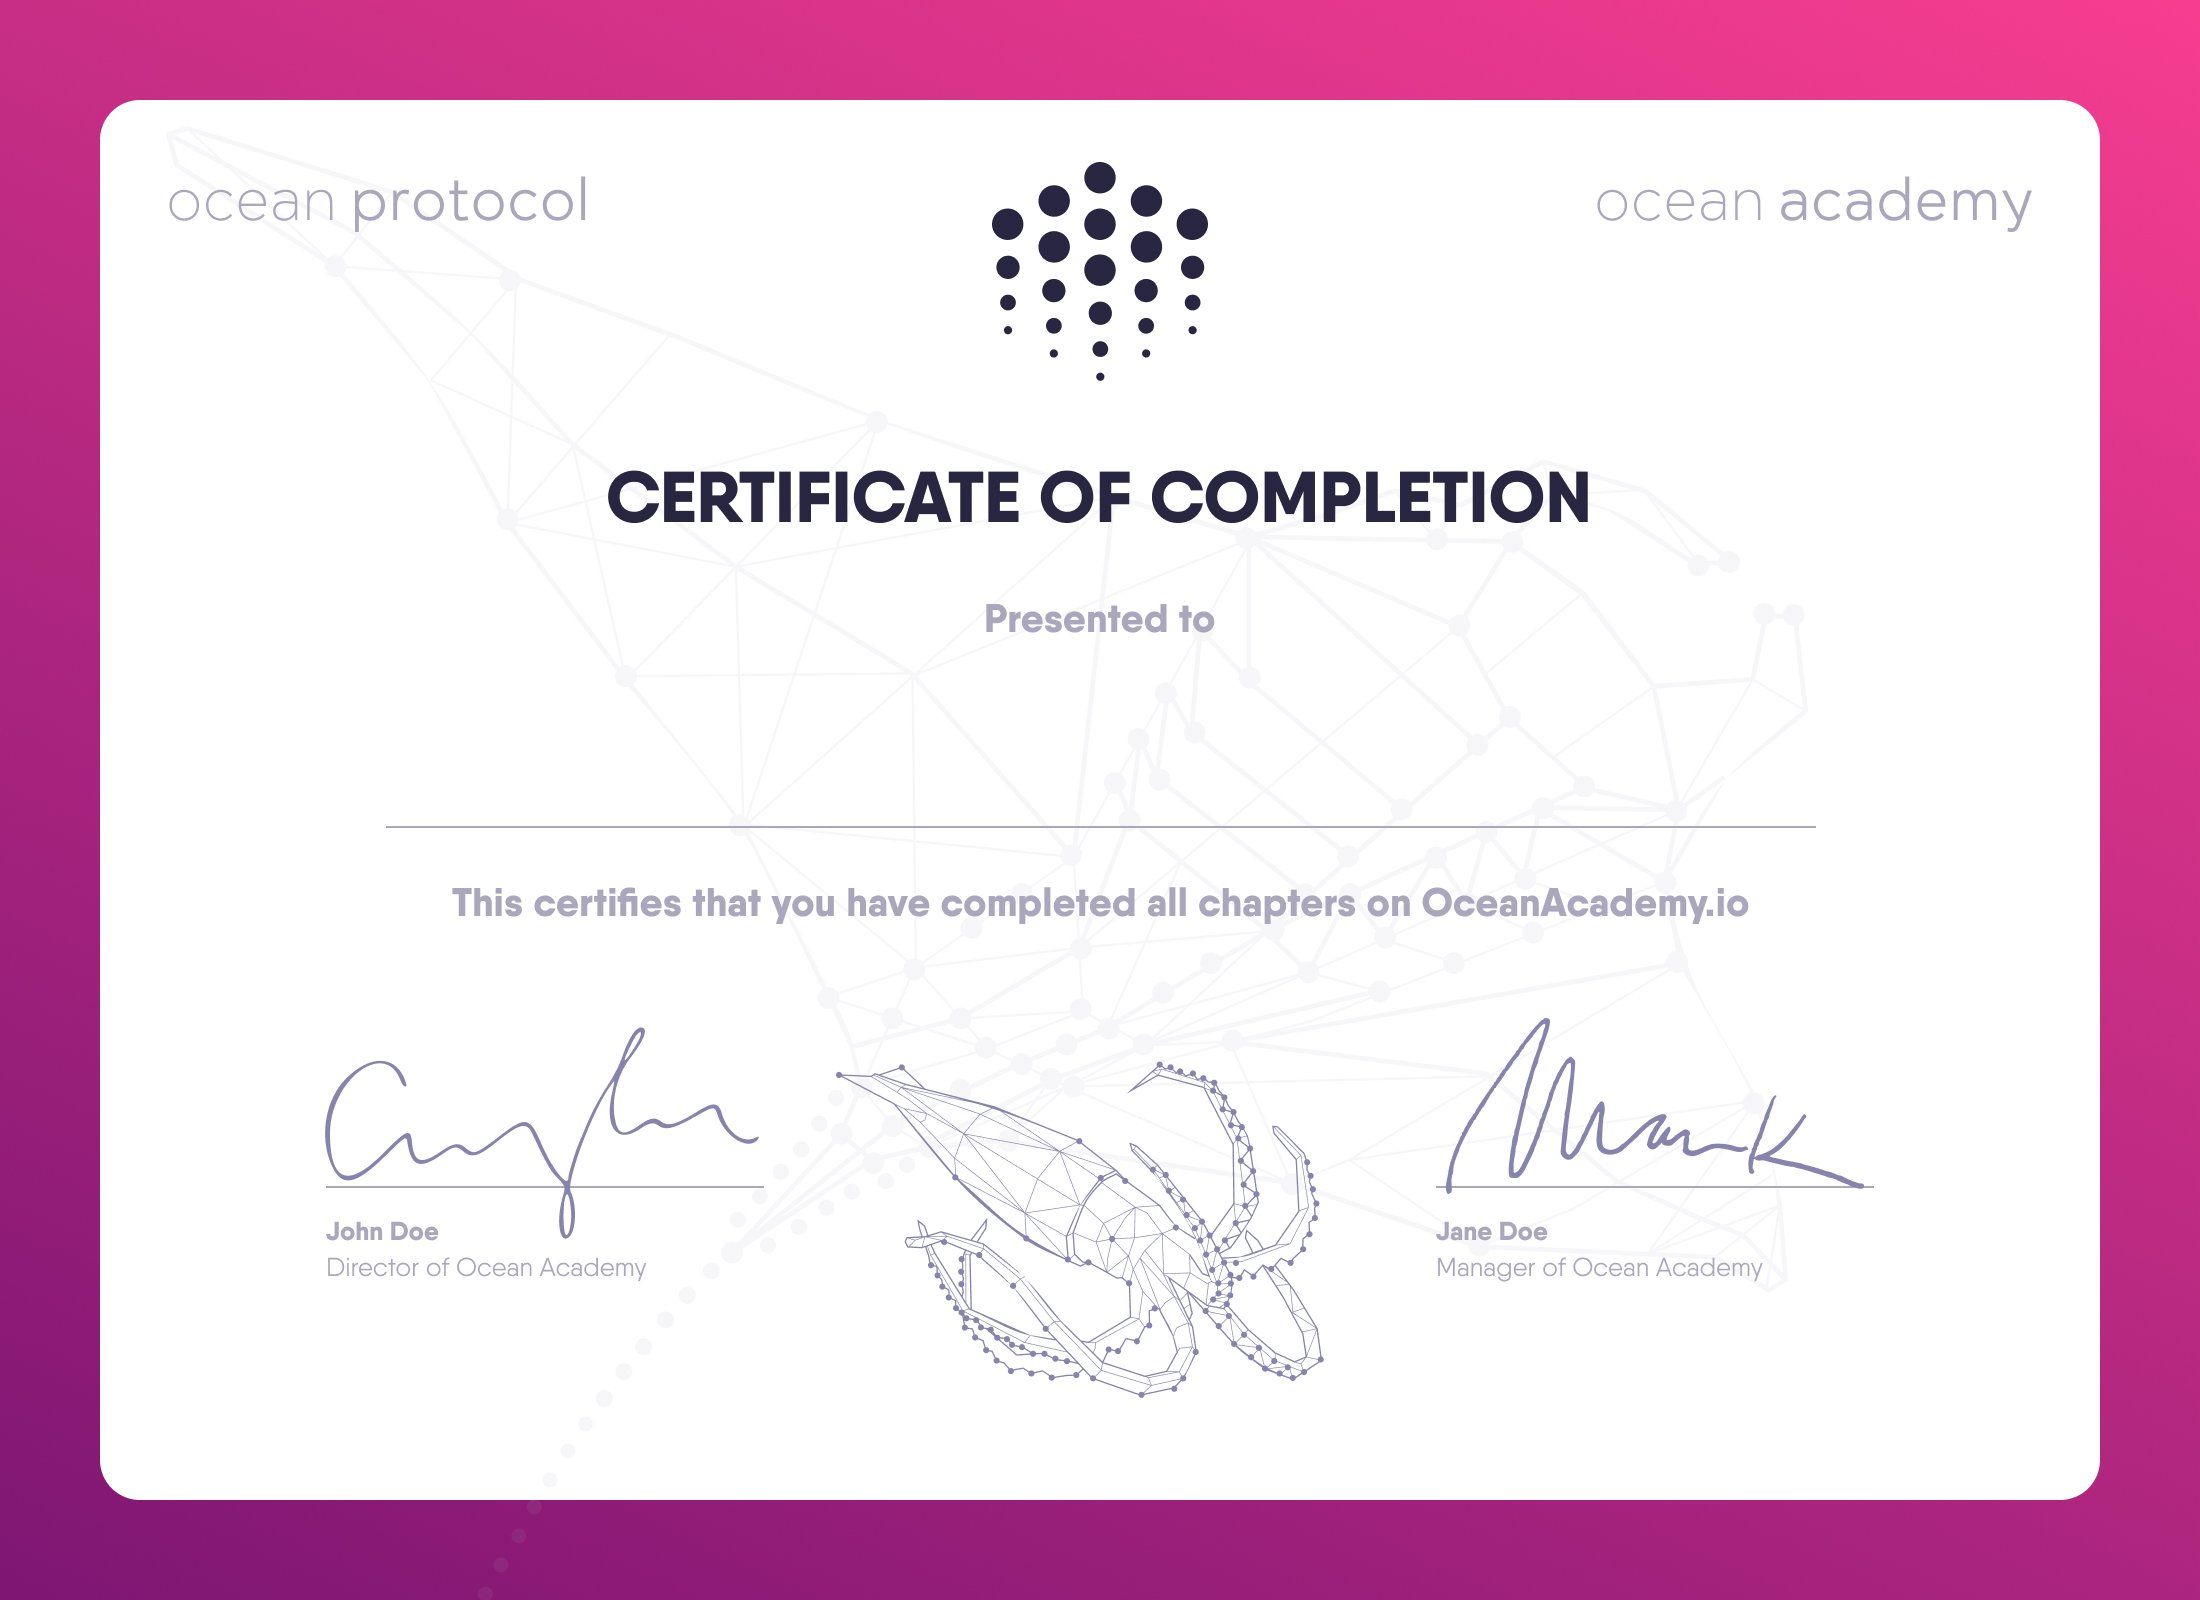 ocean protocol
ocean academy
CERTIFICATE OF COMPLETION
Presented to
This certifies that you have completed all chapters on OceanAcademy.io
John Doe
Director of Ocean Academy
Jane Doe
Manager of Ocean Academy